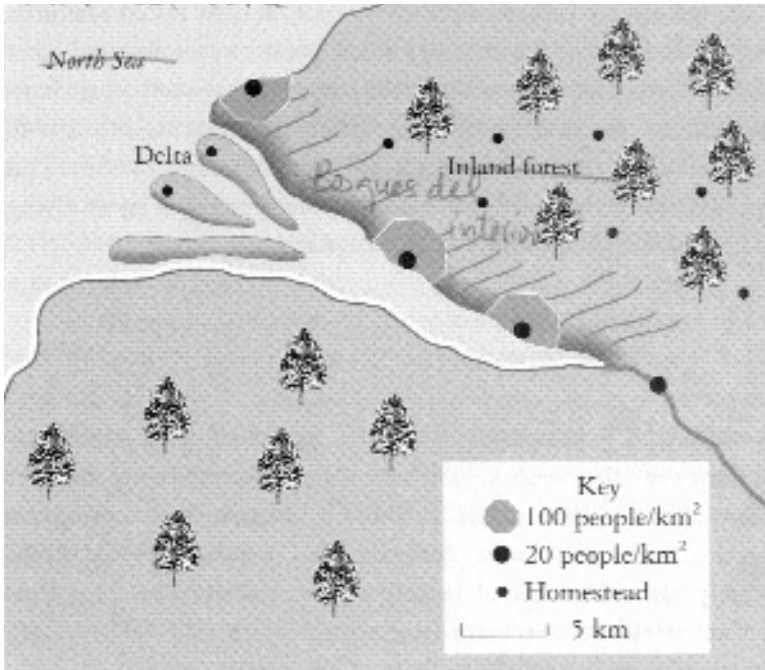 North Sea
Delta
Inland forest
Bosques del
interior
Key
100 people/km²
20 people/km²
Homestead
5 km